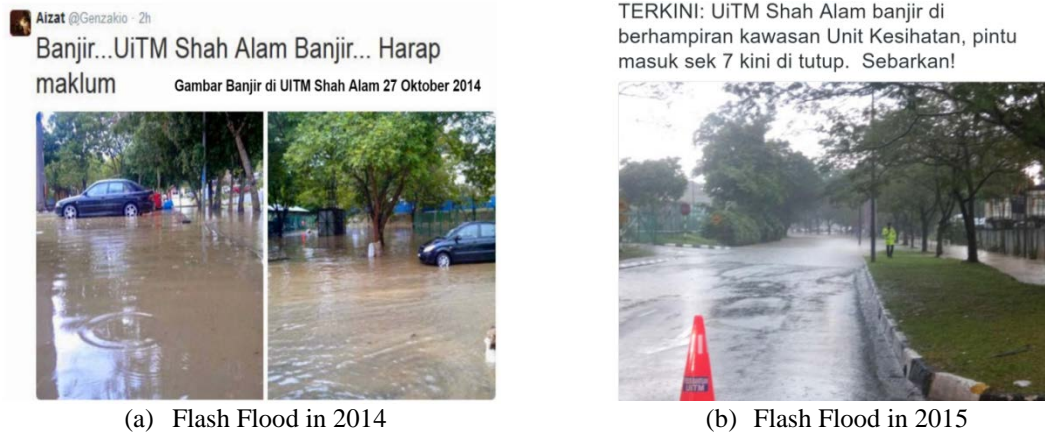 Aizat @Genzakio · 2h
Banjir...UiTM Shah Alam Banjir... Harap
maklum
Gambar Banjir di UITM Shah Alam 27 Oktober 2014
(a) Flash Flood in 2014
TERKINI: UiTM Shah Alam banjir di
berhampiran kawasan Unit Kesihatan, pintu
masuk sek 7 kini di tutup. Sebarkan!
UiTM
(b) Flash Flood in 2015